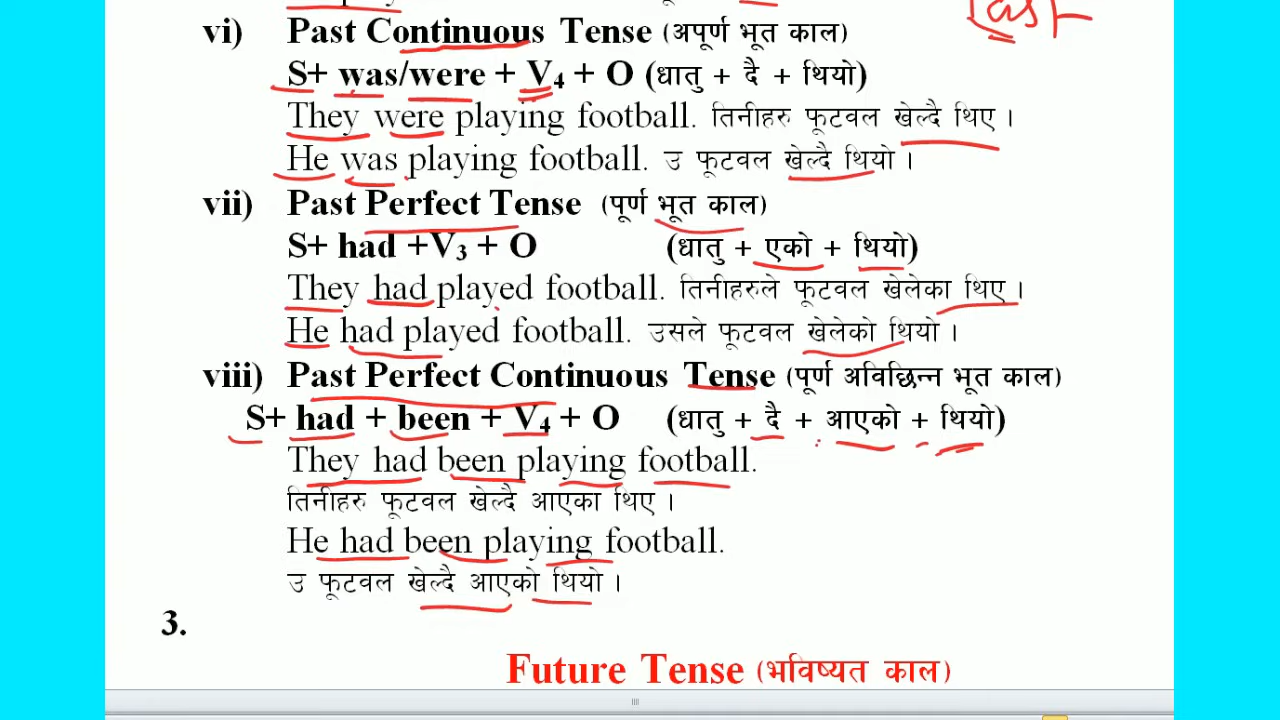 vi) Past Continuous Tense (अपूर्ण भूत काल)
S+ was/were + V₄ + O (धातु + दै + थियो)
They were playing football. तिनीहरु फूटवल खेल्दै थिए ।
He was playing football. उ फूटवल खेल्दै थियो ।
vii) Past Perfect Tense (पूर्ण भूत काल)
S+ had +V₃ + O (धातु + एको + थियो)
They had played football. तिनीहरुले फूटवल खेलेका थिए ।
He had played football. उसले फूटवल खेलेको थियो ।
viii) Past Perfect Continuous Tense (पूर्ण अविछिन्न भूत काल)
S+ had + been + V₄ + O (धातु + दै + आएको + थियो)
They had been playing football.
तिनीहरु फूटवल खेल्दै आएका थिए ।
He had been playing football.
उ फूटवल खेल्दै आएको थियो ।
3.
Future Tense (भविष्यत काल)